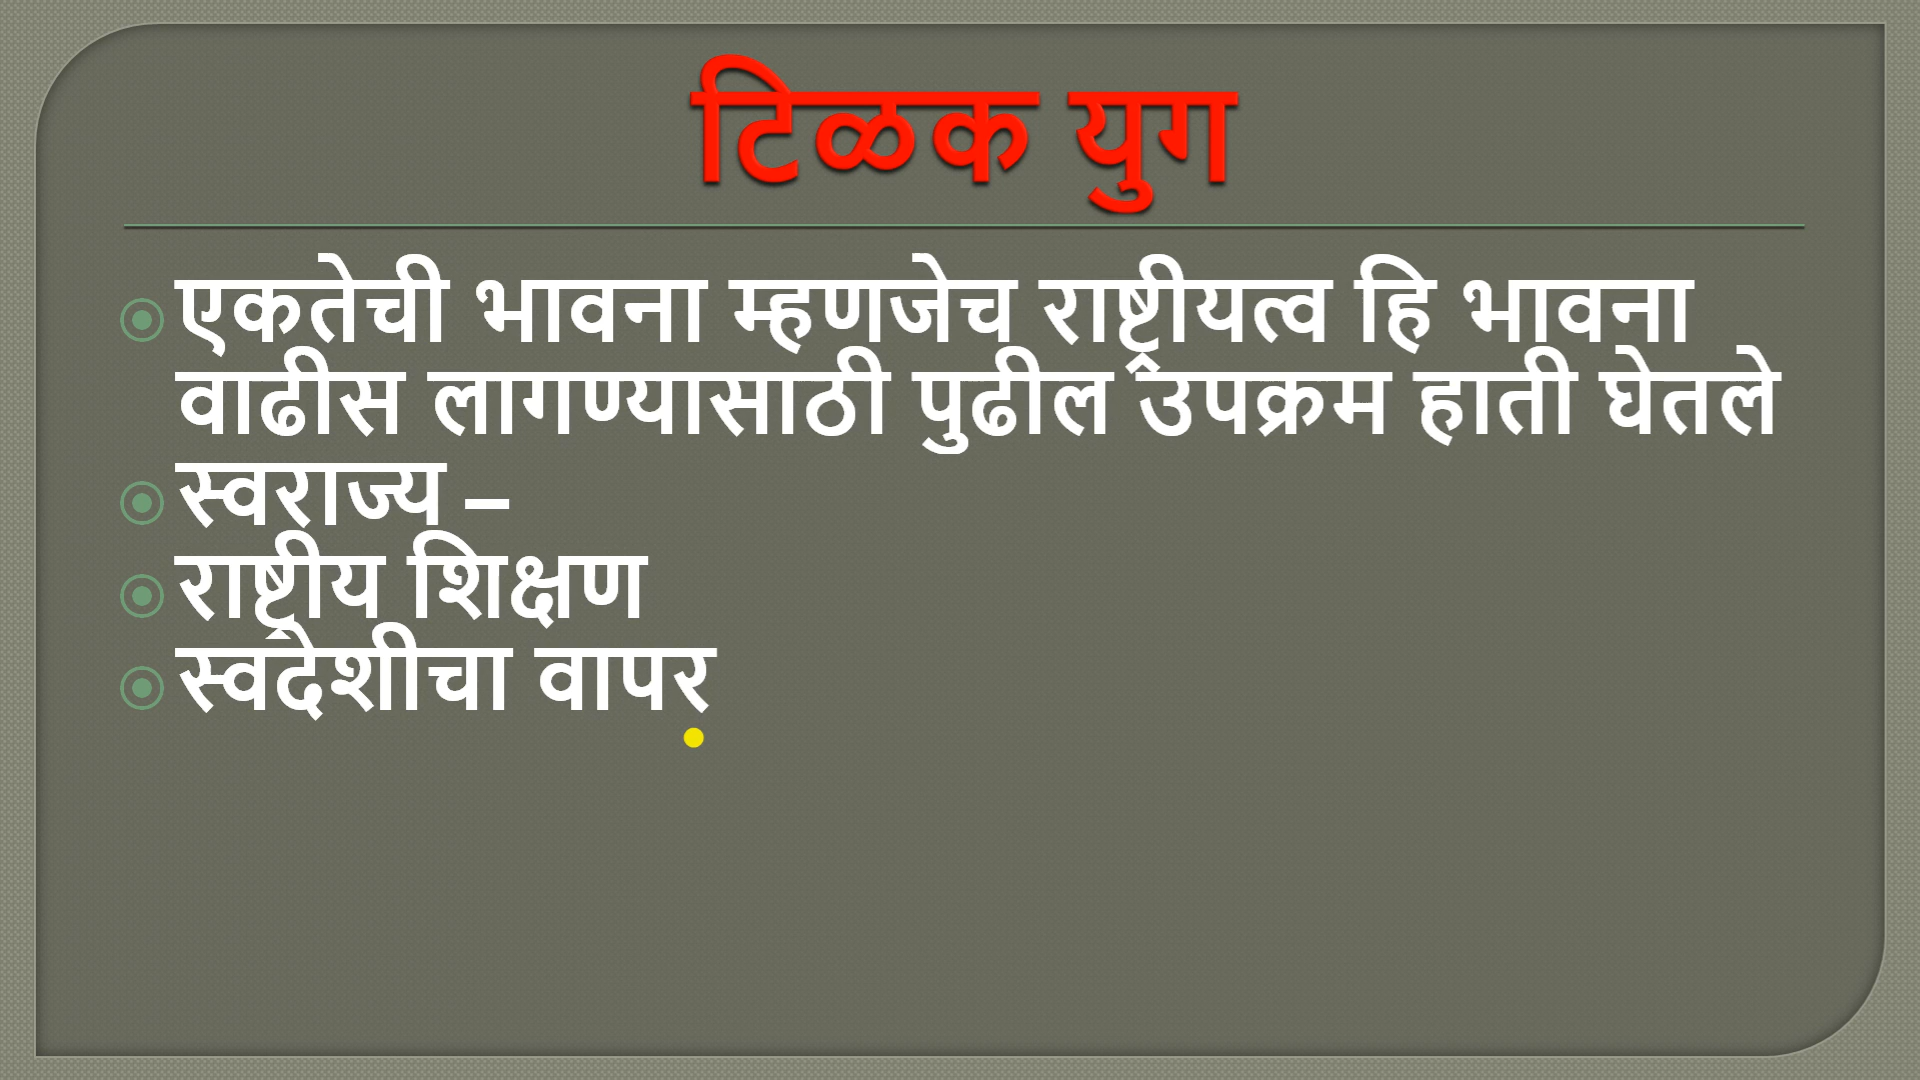 टिळक युग
एकतेची भावना म्हणजेच राष्ट्रीयत्व हि भावना
वाढीस लागण्यासाठी पुढील उपक्रम हाती घेतले
स्वराज्य –
राष्ट्रीय शिक्षण
स्वदेशीचा वापर